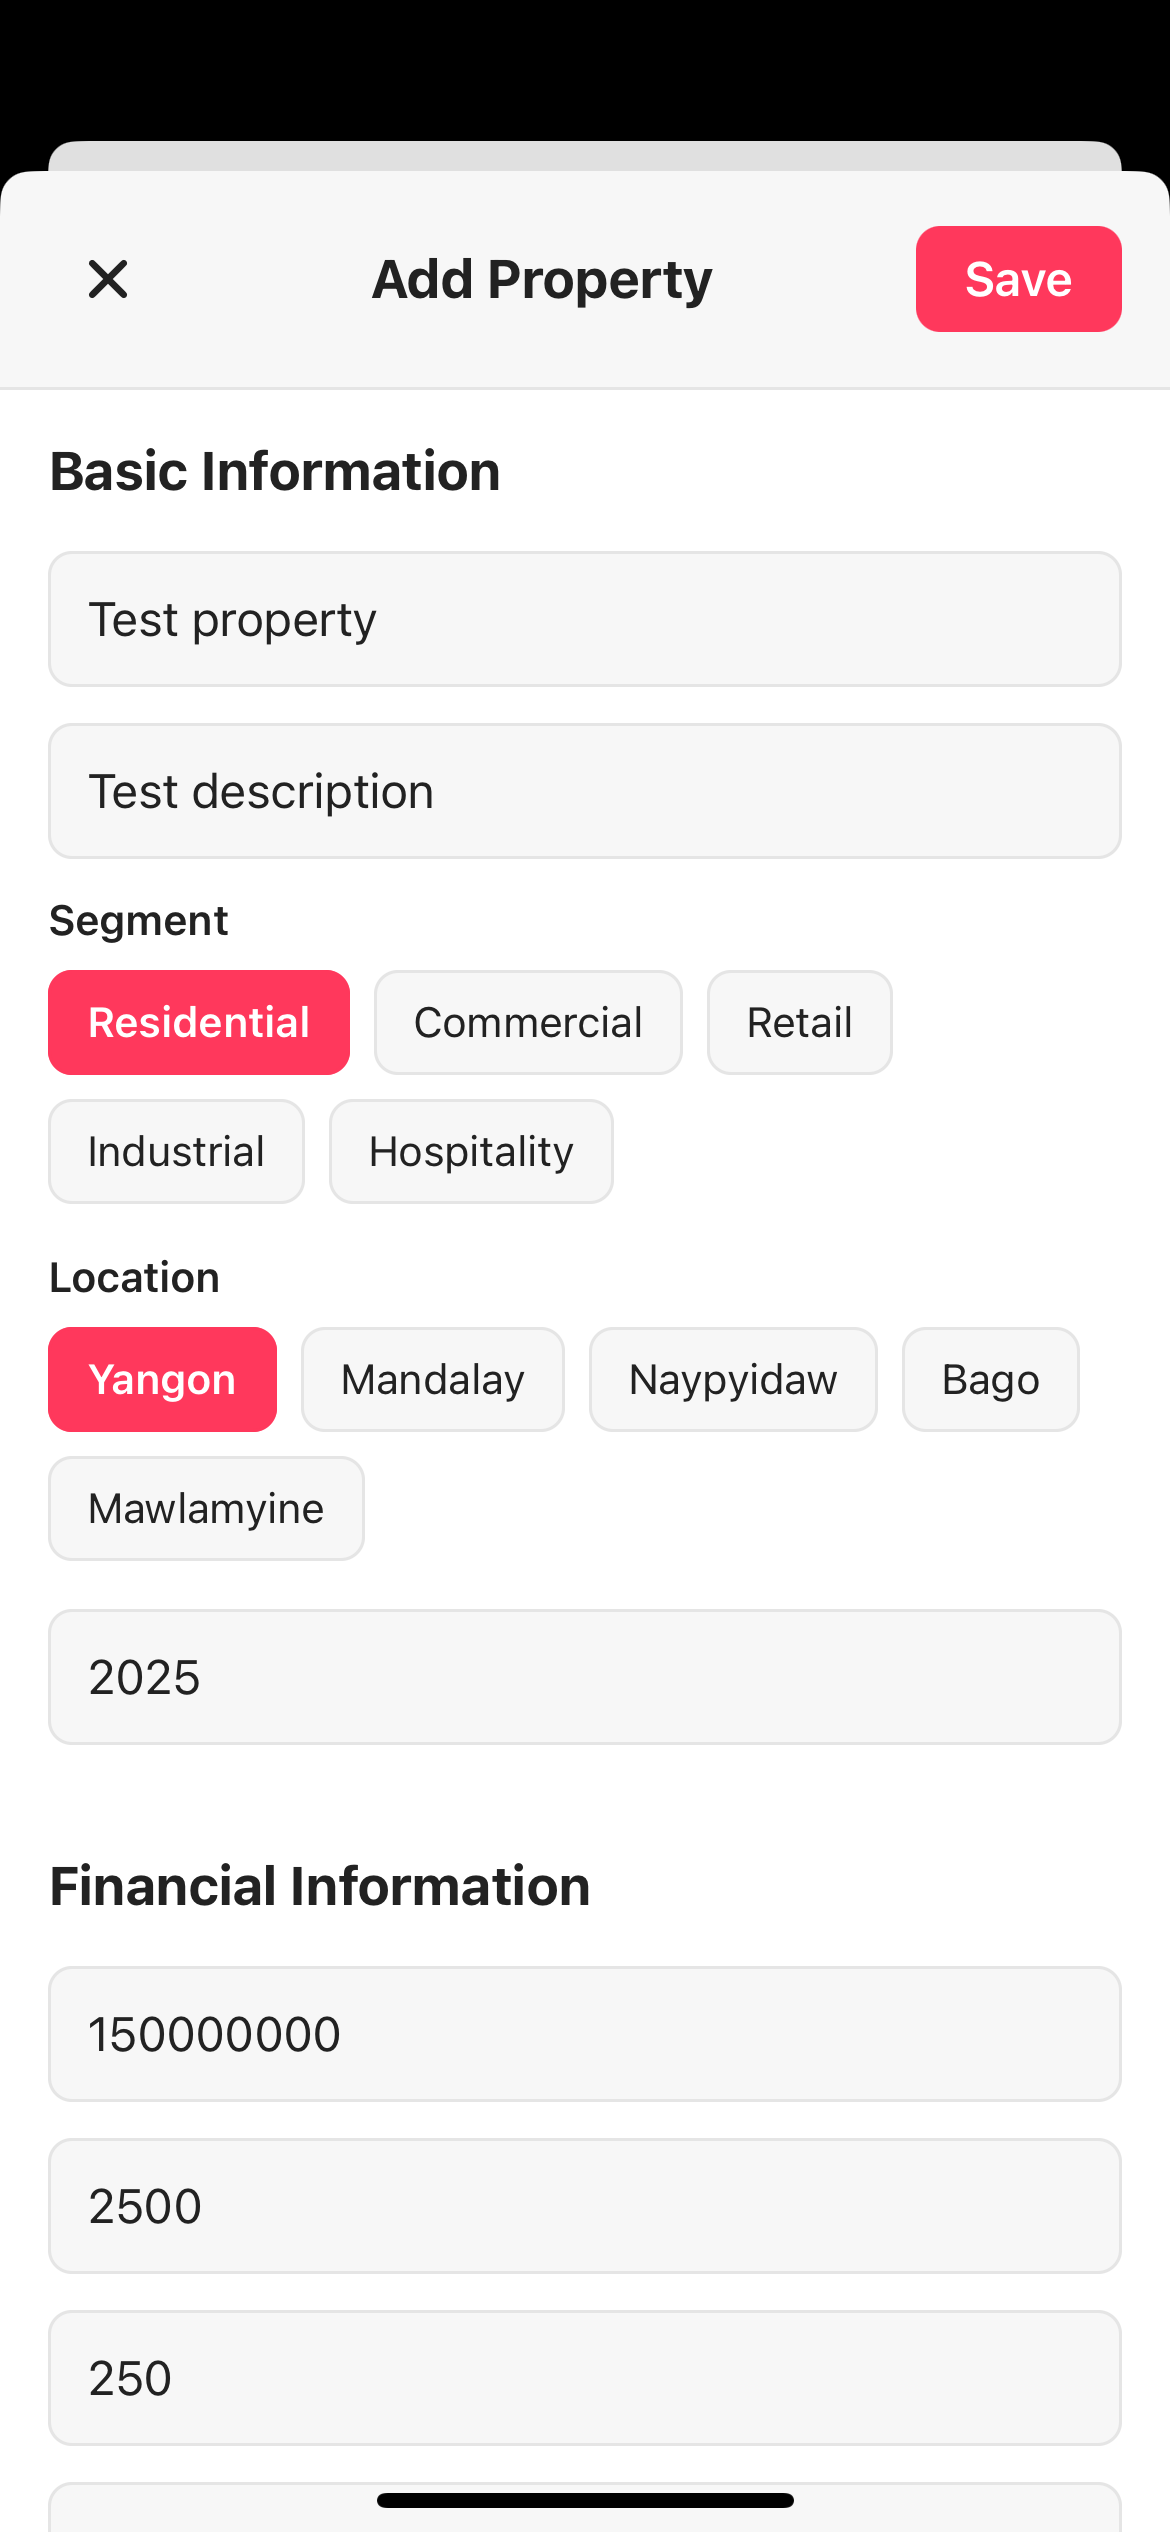 Add Property
Save
Basic Information
Test property
Test description
Segment
Residential Commercial Retail
Industrial Hospitality
Location
Yangon Mandalay Naypyidaw Bago
Mawlamyine
2025
Financial Information
150000000
2500
250